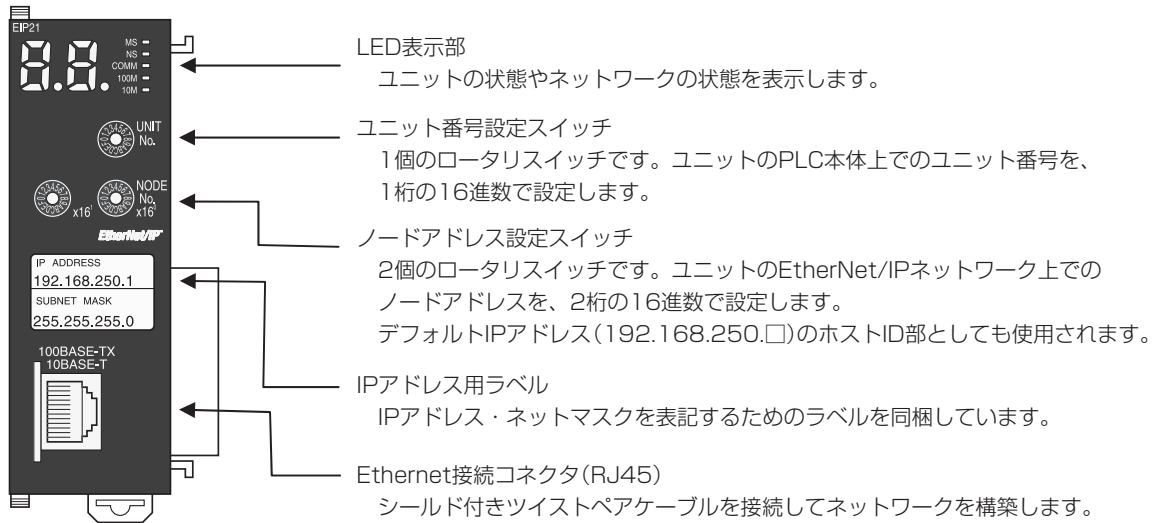 EIP21
8.8.
MS
NS
COMM
100M
10M
UNIT
No.
NODE
No.
x16¹
x16⁰
EtherNet/IP
IP ADDRESS
192.168.250.1
SUBNET MASK
255.255.255.0
100BASE-TX
10BASE-T
LED表示部
ユニットの状態やネットワークの状態を表示します。
ユニット番号設定スイッチ
1個のロータリスイッチです。ユニットのPLC本体上でのユニット番号を、
1桁の16進数で設定します。
ノードアドレス設定スイッチ
2個のロータリスイッチです。ユニットのEtherNet/IPネットワーク上での
ノードアドレスを、2桁の16進数で設定します。
デフォルトIPアドレス(192.168.250.□)のホストID部としても使用されます。
IPアドレス用ラベル
IPアドレス・ネットマスクを表記するためのラベルを同梱しています。
Ethernet接続コネクタ(RJ45)
シールド付きツイストペアケーブルを接続してネットワークを構築します。